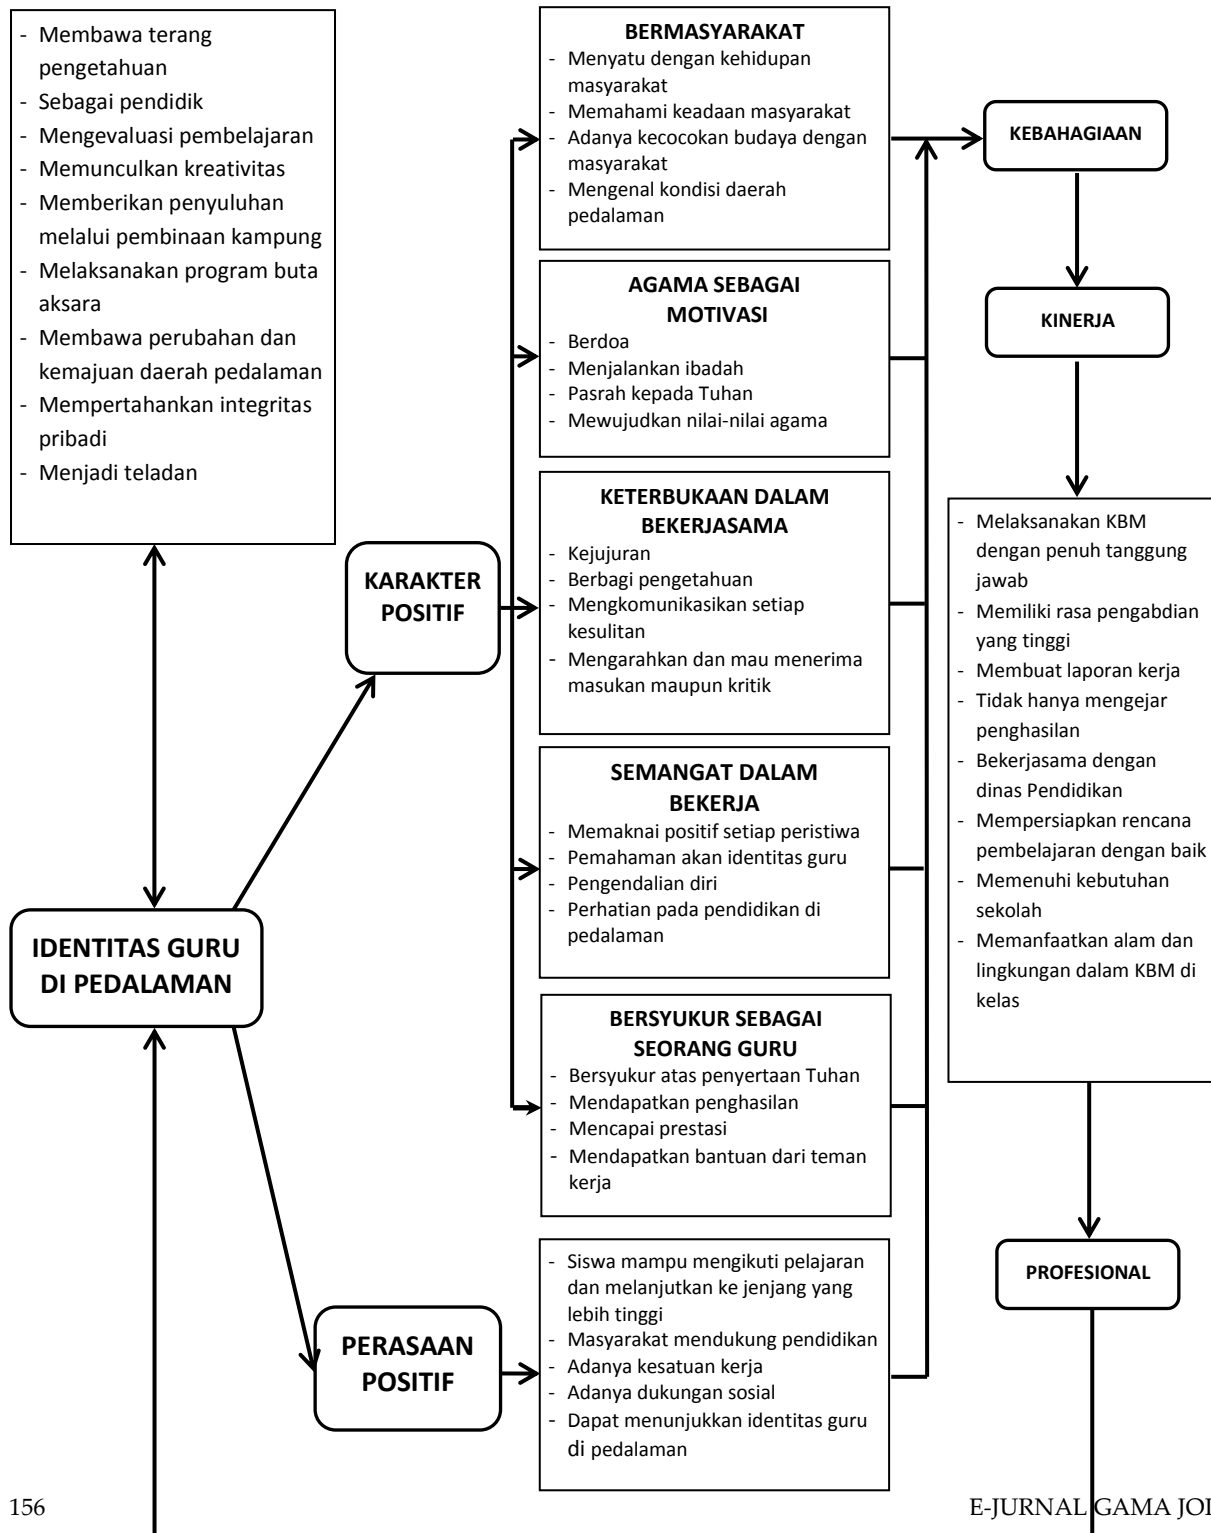 - Membawa terang
pengetahuan
- Sebagai pendidik
- Mengevaluasi pembelajaran
- Memunculkan kreativitas
- Memberikan penyuluhan
melalui pembinaan kampung
- Melaksanakan program buta
aksara
- Membawa perubahan dan
kemajuan daerah pedalaman
- Mempertahankan integritas
pribadi
- Menjadi teladan
IDENTITAS GURU
DI PEDALAMAN
KARAKTER
POSITIF
PERASAAN
POSITIF
BERMASYARAKAT
- Menyatu dengan kehidupan
masyarakat
- Memahami keadaan masyarakat
- Adanya kecocokan budaya dengan
masyarakat
- Mengenal kondisi daerah
pedalaman
AGAMA SEBAGAI
MOTIVASI
- Berdoa
- Menjalankan ibadah
- Pasrah kepada Tuhan
- Mewujudkan nilai-nilai agama
KETERBUKAAN DALAM
BEKERJASAMA
- Kejujuran
- Berbagi pengetahuan
- Mengkomunikasikan setiap
kesulitan
- Mengarahkan dan mau menerima
masukan maupun kritik
SEMANGAT DALAM
BEKERJA
- Memaknai positif setiap peristiwa
- Pemahaman akan identitas guru
- Pengendalian diri
- Perhatian pada pendidikan di
pedalaman
BERSYUKUR SEBAGAI
SEORANG GURU
- Bersyukur atas penyertaan Tuhan
- Mendapatkan penghasilan
- Mencapai prestasi
- Mendapatkan bantuan dari teman
kerja
- Siswa mampu mengikuti pelajaran
dan melanjutkan ke jenjang yang
lebih tinggi
- Masyarakat mendukung pendidikan
- Adanya kesatuan kerja
- Adanya dukungan sosial
- Dapat menunjukkan identitas guru
di pedalaman
KEBAHAGIAAN
KINERJA
- Melaksanakan KBM
dengan penuh tanggung
jawab
- Memiliki rasa pengabdian
yang tinggi
- Membuat laporan kerja
- Tidak hanya mengejar
penghasilan
- Bekerjasama dengan
dinas Pendidikan
- Mempersiapkan rencana
pembelajaran dengan baik
- Memenuhi kebutuhan
sekolah
- Memanfaatkan alam dan
lingkungan dalam KBM di
kelas
PROFESIONAL
156
E-JURNAL GAMA